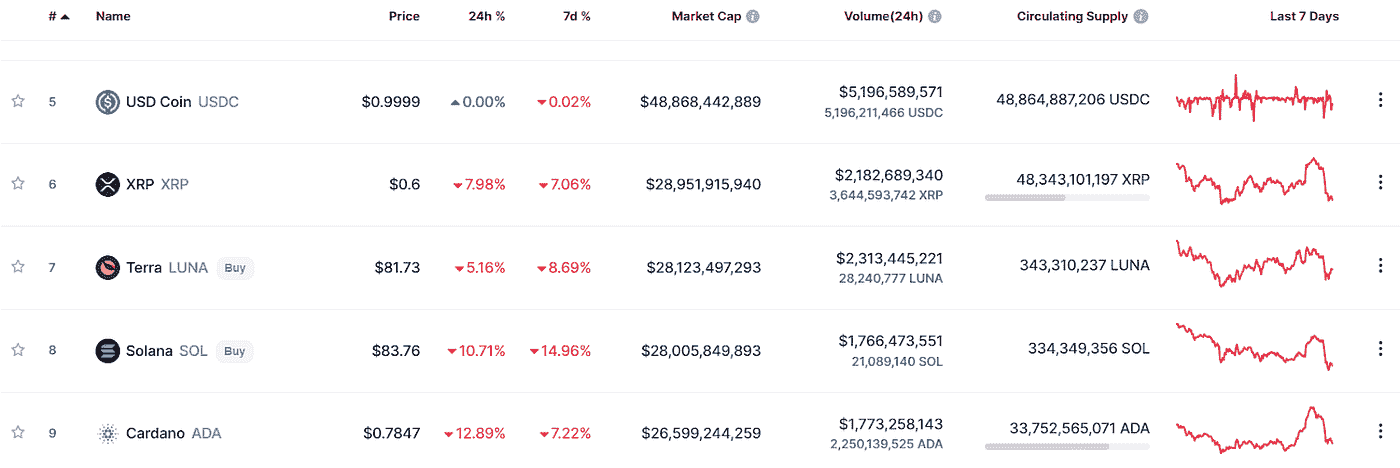 # Name Price 24h % 7d % Market Cap Volume(24h) Circulating Supply Last 7 Days
5 USD Coin USDC $0.9999 0.00% 0.02% $48,868,442,889 $5,196,589,571 48,864,887,206 USDC
5,196,211,466 USDC
6 XRP XRP $0.6 7.98% 7.06% $28,951,915,940 $2,182,689,340 48,343,101,197 XRP
3,644,593,742 XRP
7 Terra LUNA Buy $81.73 5.16% 8.69% $28,123,497,293 $2,313,445,221 343,310,237 LUNA
28,240,777 LUNA
8 Solana SOL Buy $83.76 10.71% 14.96% $28,005,849,893 $1,766,473,551 334,349,356 SOL
21,089,140 SOL
9 Cardano ADA $0.7847 12.89% 7.22% $26,599,244,259 $1,773,258,143 33,752,565,071 ADA
2,250,139,525 ADA